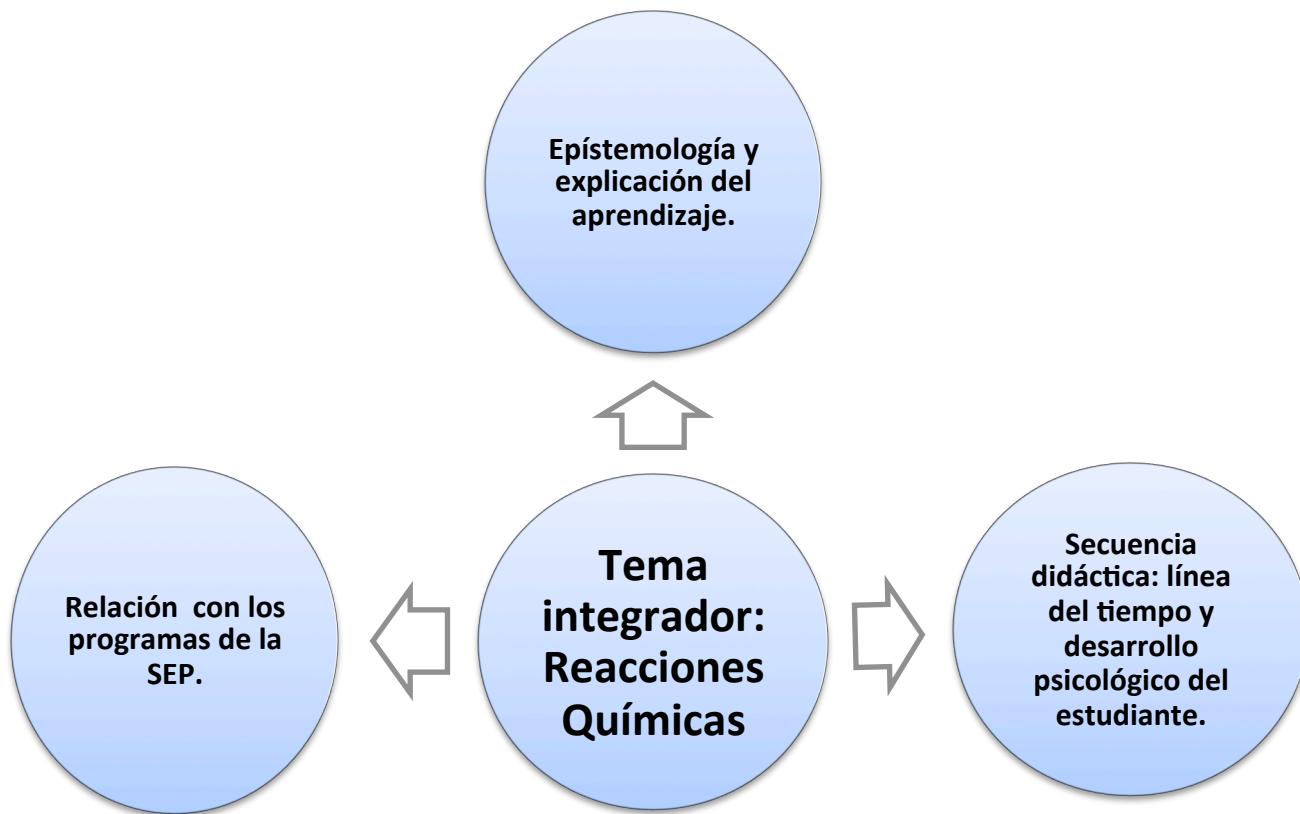 Epístemología y
explicación del
aprendizaje.
Relación con los
programas de la
SEP.
Tema
integrador:
Reacciones
Químicas
Secuencia
didáctica: línea
del tiempo y
desarrollo
psicológico del
estudiante.